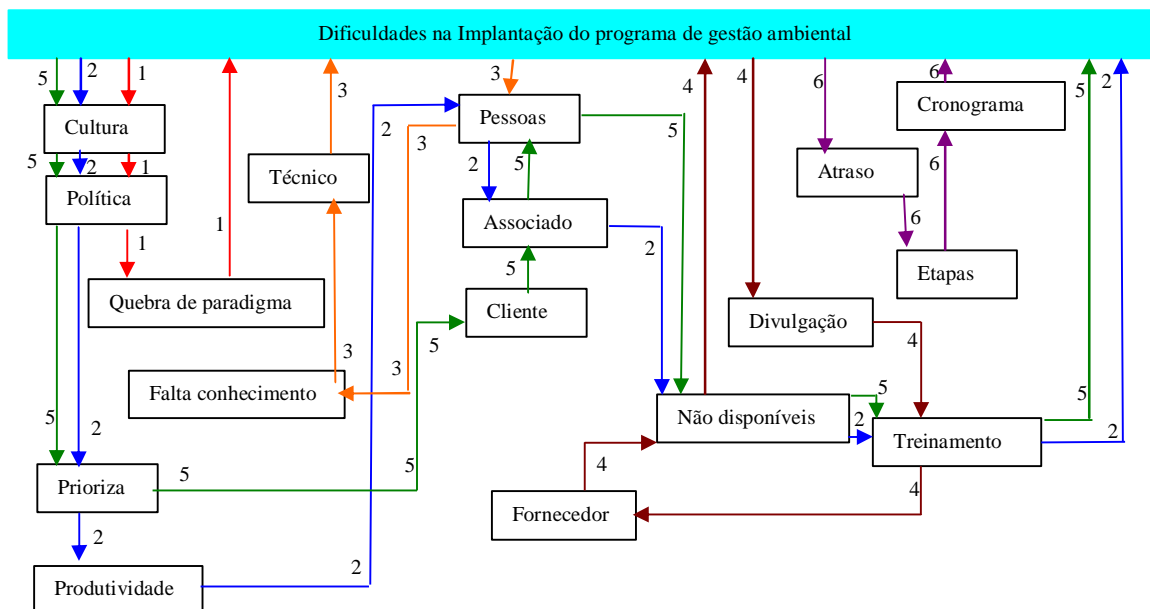 Dificuldades na Implantação do programa de gestão ambiental
5 2 1 3 3 4 4 6 6 5 2
Cultura
Pessoas
Cronograma
5 2 1 2 3 5
Política
Técnico
2 5
Atraso
6
Associado
1 1 2 6
Etapas
Quebra de paradigma
5
Cliente
Divulgação
3 5 3 4
Falta conhecimento
5 2
Não disponíveis
5 2
Treinamento
Prioriza
5 5 4 4
Fornecedor
2 2
Produtividade
2